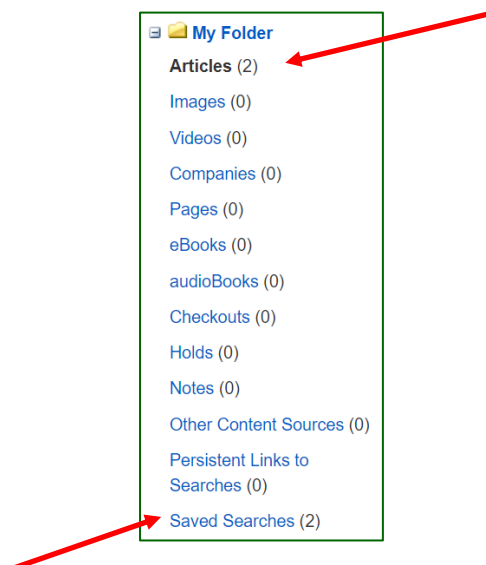 My Folder
Articles (2)
Images (0)
Videos (0)
Companies (0)
Pages (0)
eBooks (0)
audioBooks (0)
Checkouts (0)
Holds (0)
Notes (0)
Other Content Sources (0)
Persistent Links to
Searches (0)
Saved Searches (2)